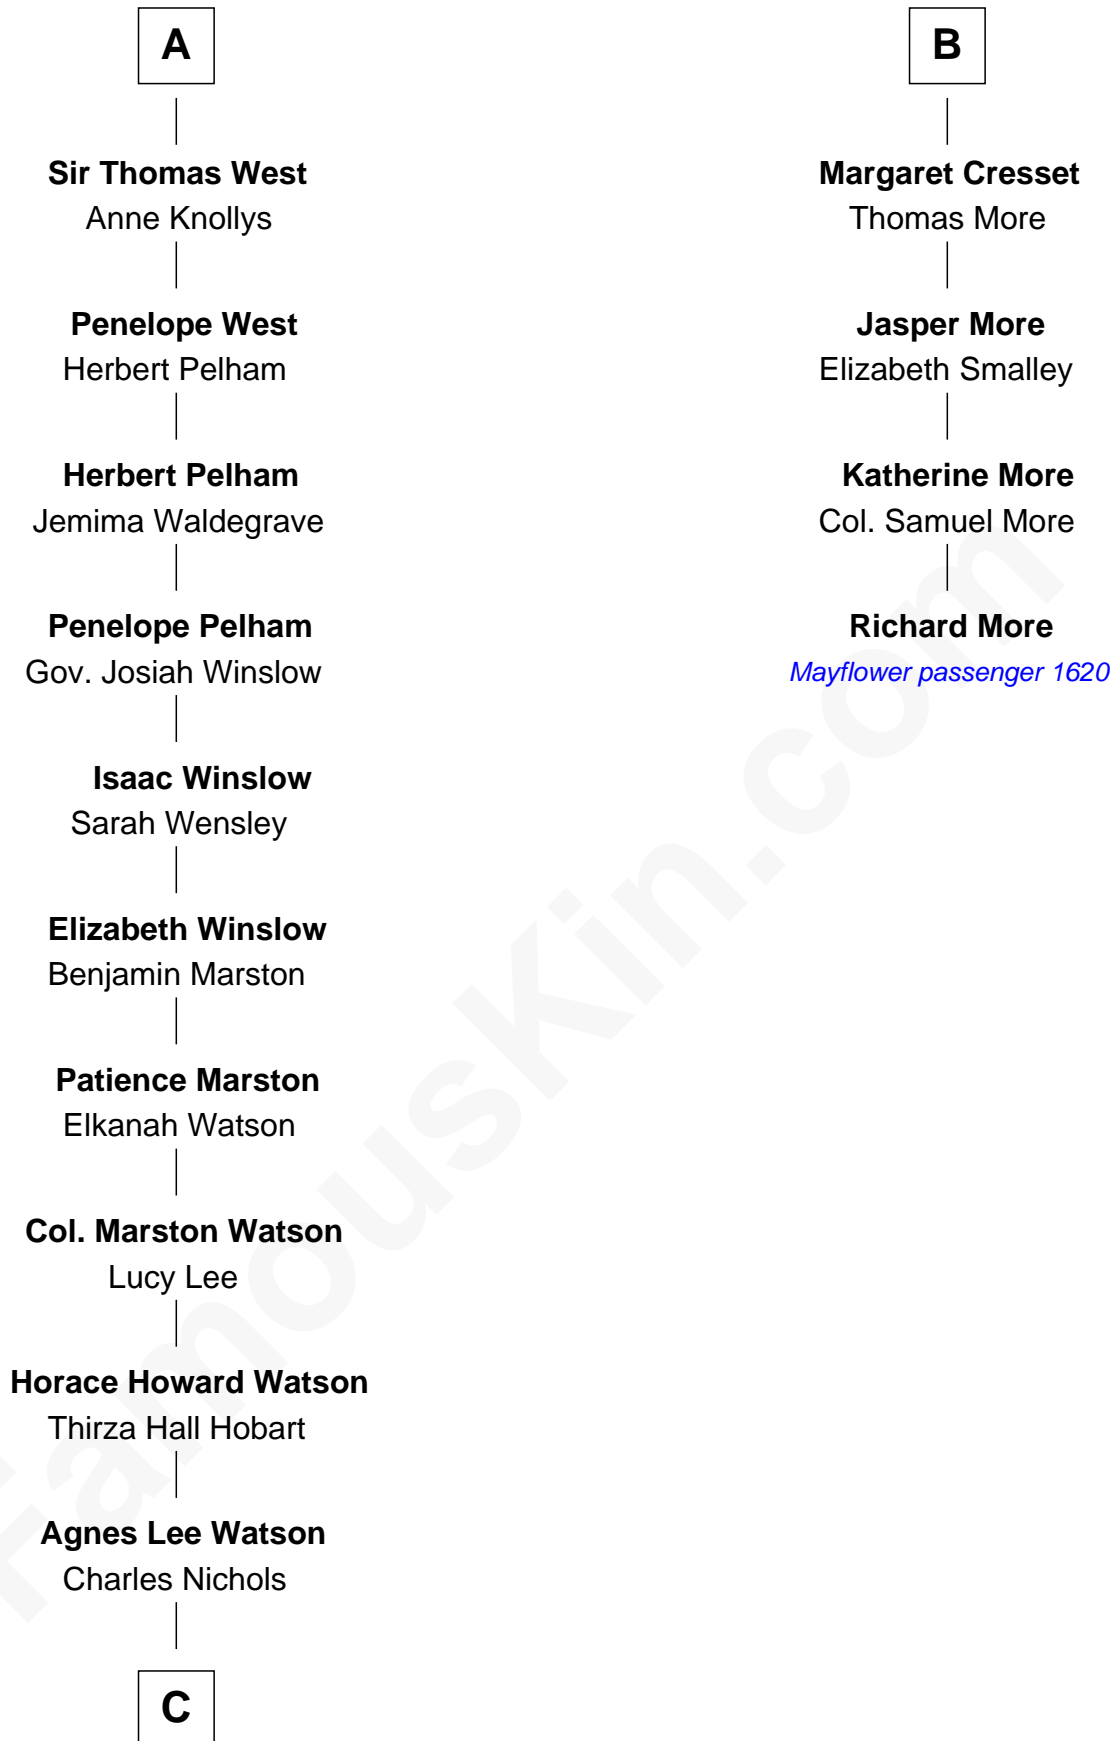 A
Sir Thomas West
Anne Knollys
Penelope West
Herbert Pelham
Herbert Pelham
Jemima Waldegrave
Penelope Pelham
Gov. Josiah Winslow
Isaac Winslow
Sarah Wensley
Elizabeth Winslow
Benjamin Marston
Patience Marston
Elkanah Watson
Col. Marston Watson
Lucy Lee
Horace Howard Watson
Thirza Hall Hobart
Agnes Lee Watson
Charles Nichols
C
B
Margaret Cresset
Thomas More
Jasper More
Elizabeth Smalley
Katherine More
Col. Samuel More
Richard More
Mayflower passenger 1620
FamousKin.com